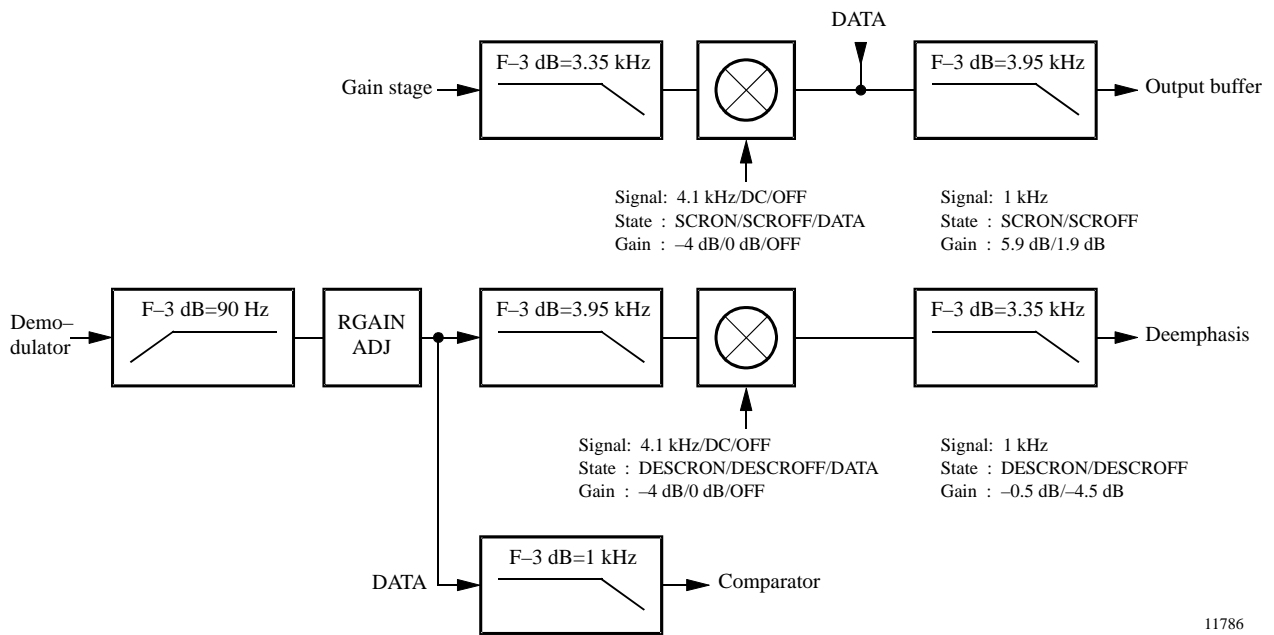 DATA
F–3 dB=3.35 kHz
F–3 dB=3.95 kHz
Gain stage
Output buffer
Signal: 4.1 kHz/DC/OFF
State : SCRON/SCROFF/DATA
Gain : –4 dB/0 dB/OFF
Signal: 1 kHz
State : SCRON/SCROFF
Gain : 5.9 dB/1.9 dB
Demo–
dulator
F–3 dB=90 Hz
RGAIN
ADJ
F–3 dB=3.95 kHz
F–3 dB=3.35 kHz
Deemphasis
Signal: 4.1 kHz/DC/OFF
State : DESCRON/DESCROFF/DATA
Gain : –4 dB/0 dB/OFF
Signal: 1 kHz
State : DESCRON/DESCROFF
Gain : –0.5 dB/–4.5 dB
DATA
F–3 dB=1 kHz
Comparator
11786